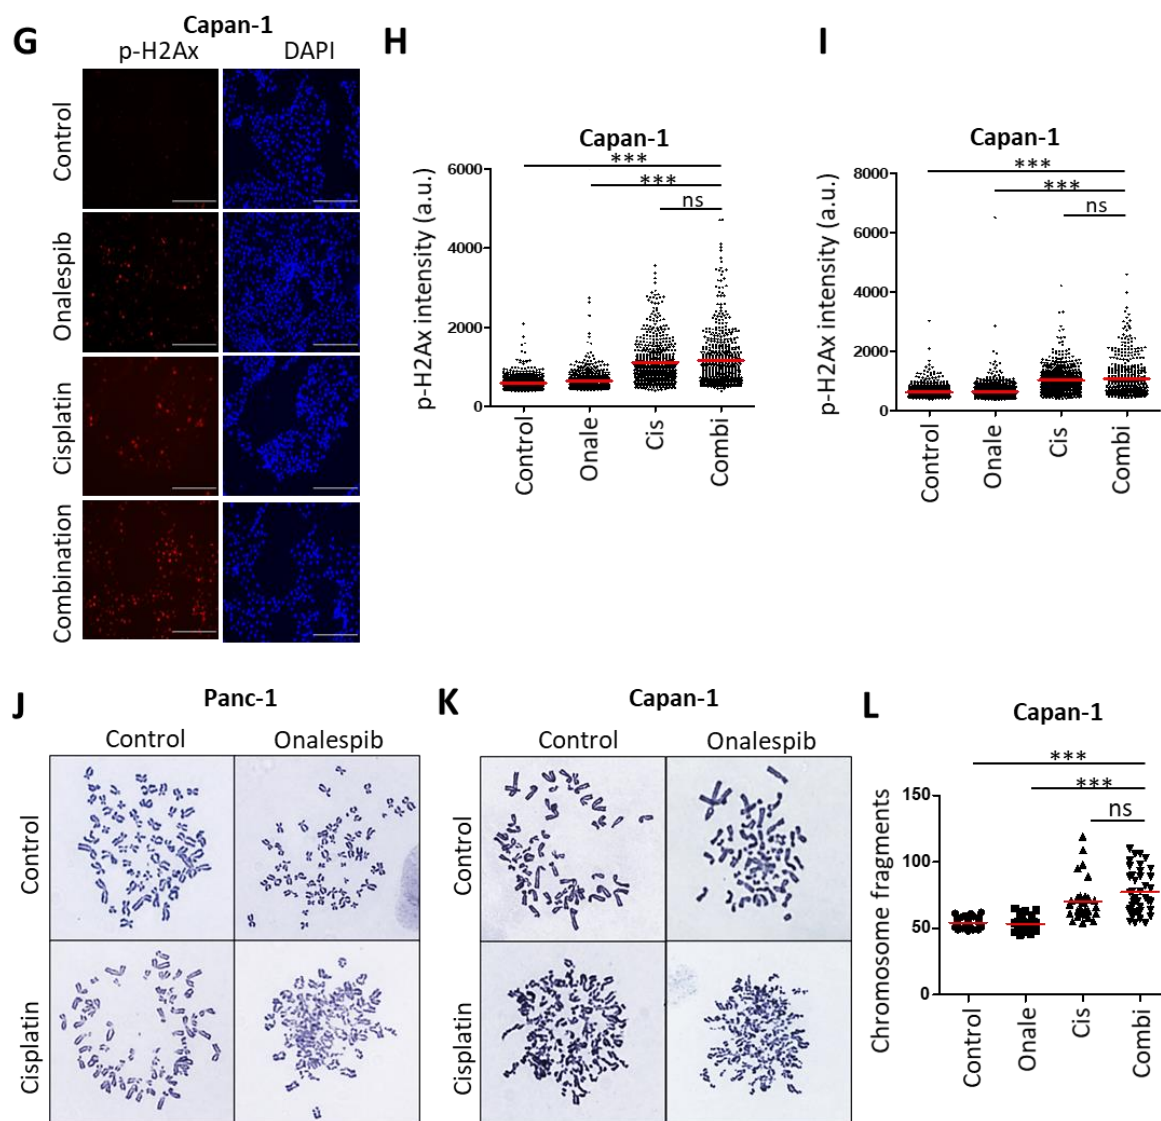 G
Capan-1
p-H2Ax
DAPI
Control
Onalespib
Cisplatin
Combination
H
Capan-1
p-H2Ax intensity (a.u.)
6000
4000
2000
0
***
***
ns
Control
Onale
Cis
Combi
I
Capan-1
p-H2Ax intensity (a.u.)
8000
6000
4000
2000
0
***
***
ns
Control
Onale
Cis
Combi
J
Panc-1
Control
Onalespib
Control
Cisplatin
K
Capan-1
Control
Onalespib
Control
Cisplatin
L
Capan-1
Chromosome fragments
150
100
50
0
***
***
ns
Control
Onale
Cis
Combi